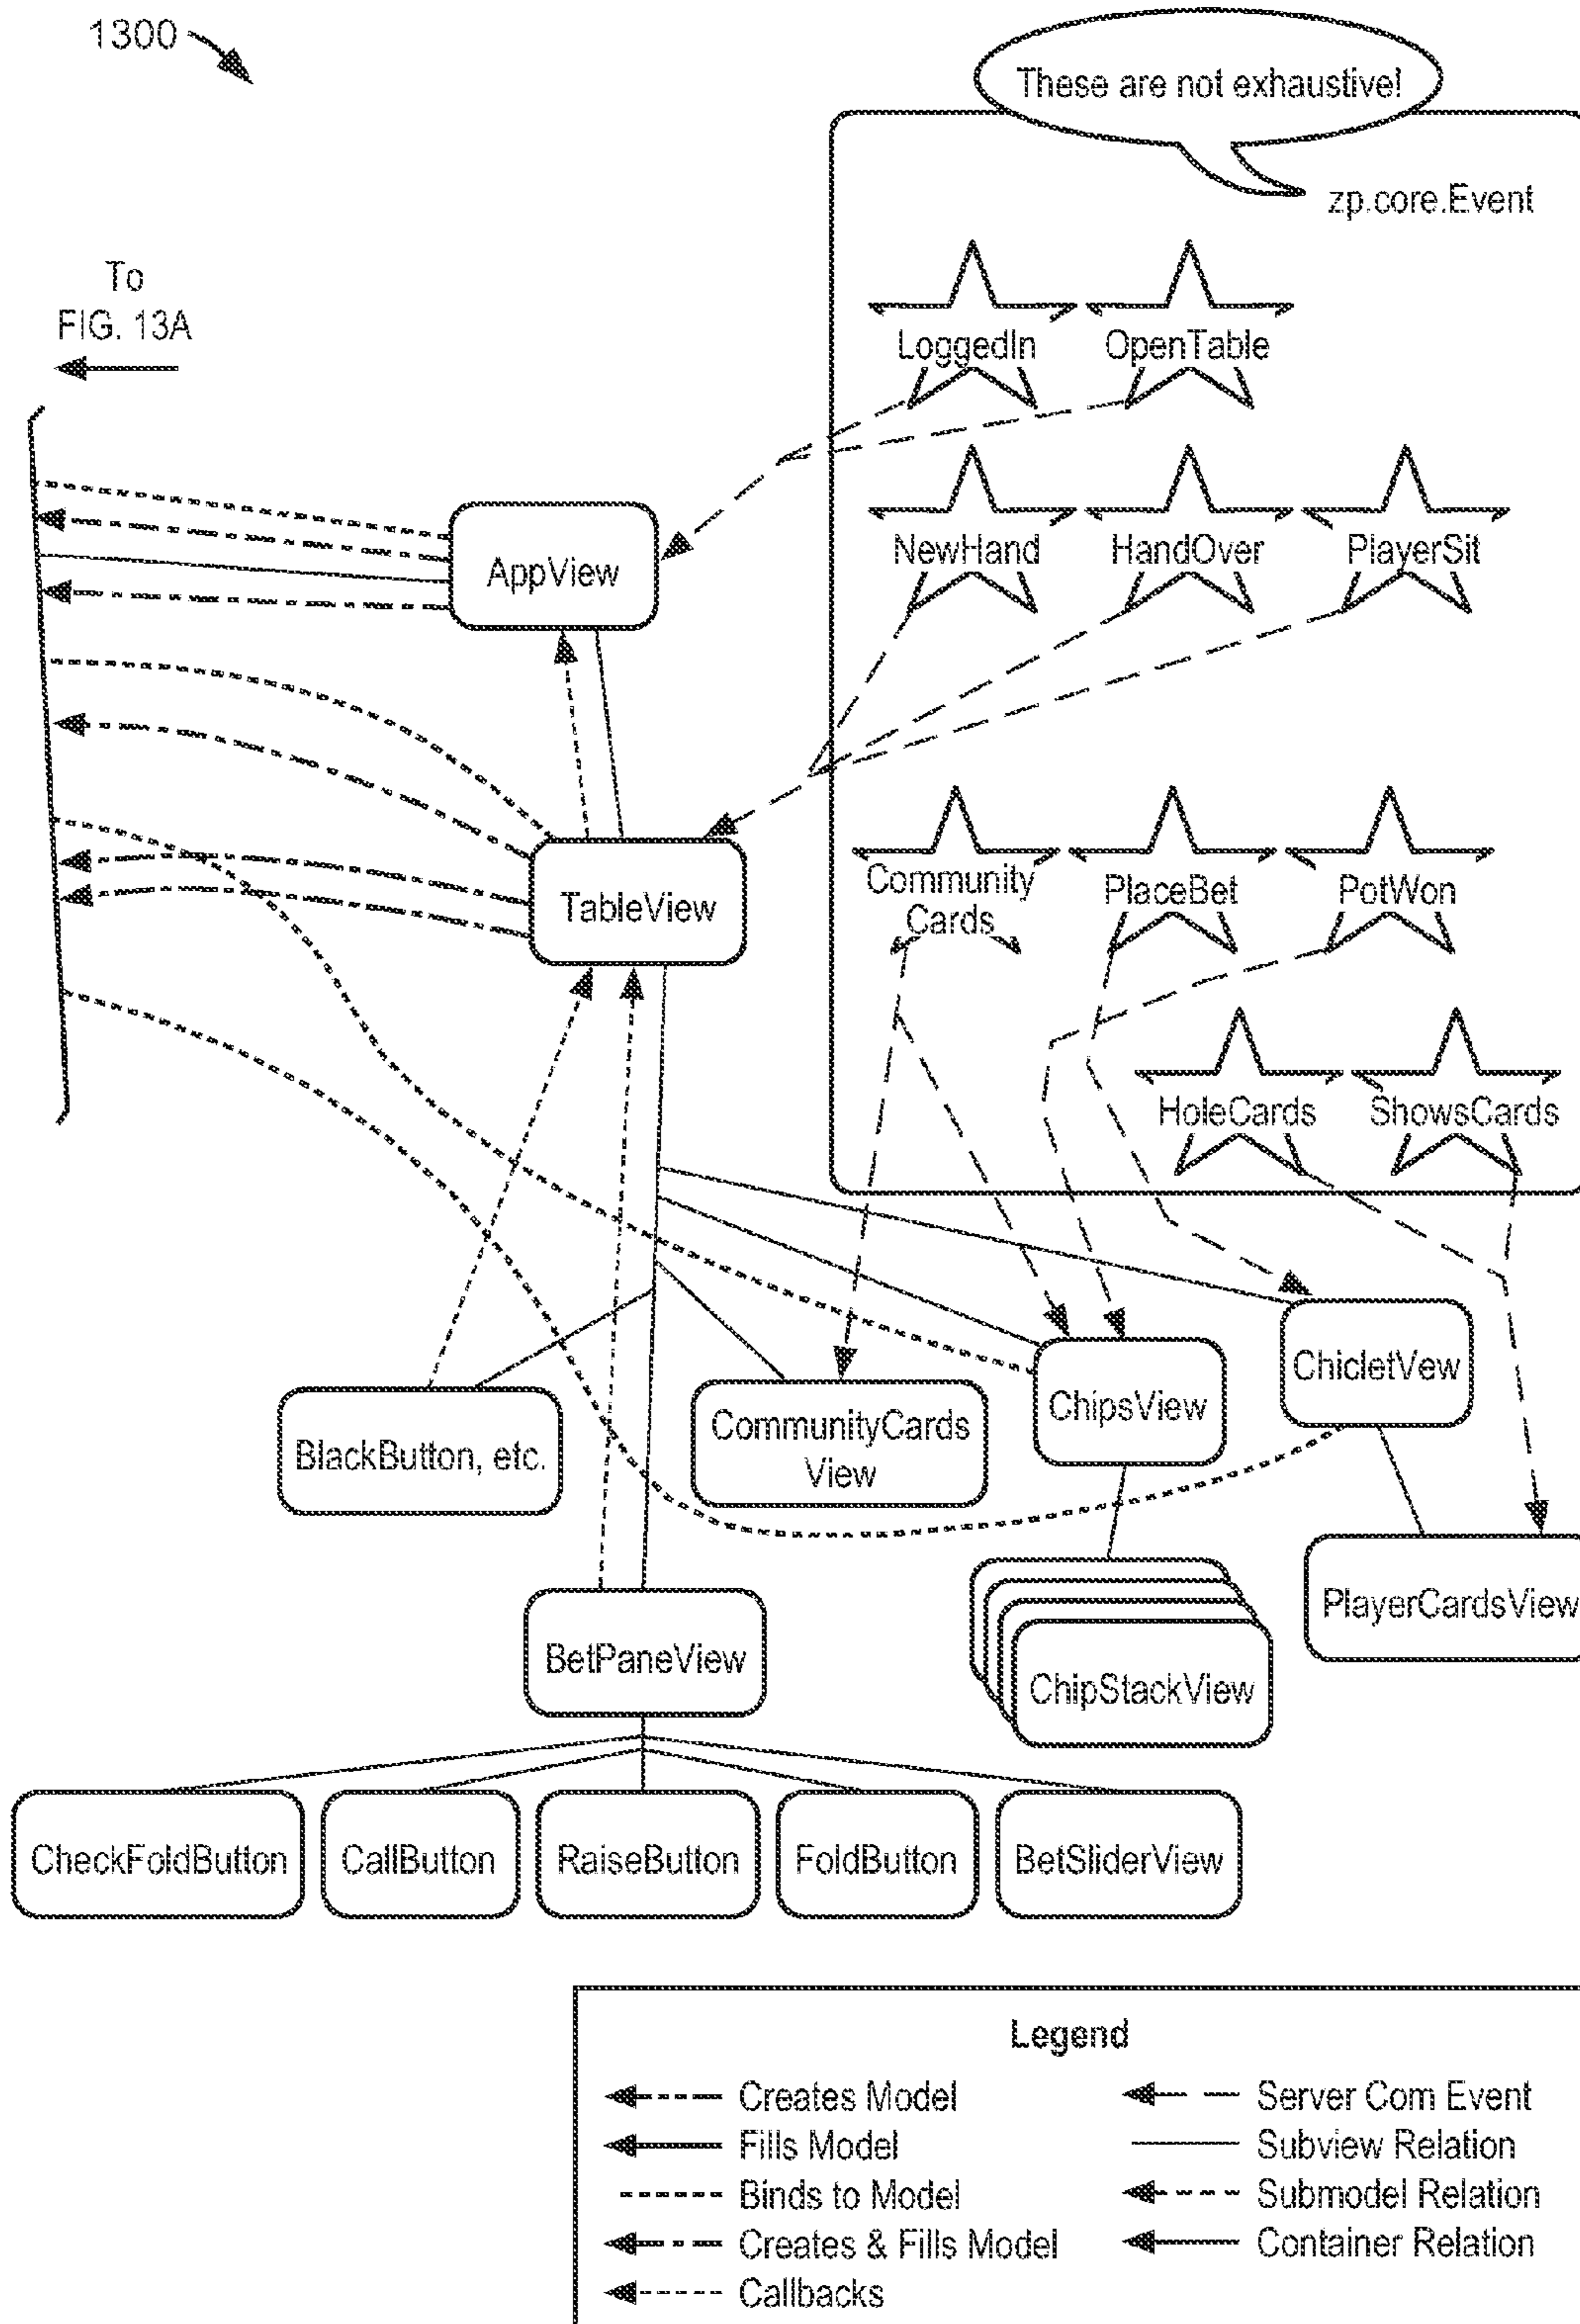 1300
These are not exhaustive!
zp.core.Event
To
FIG. 13A
LoggedIn
OpenTable
NewHand
HandOver
PlayerSit
AppView
Community
Cards
PlaceBet
PotWon
TableView
HoleCards
ShowsCards
ChicletVew
ChipsView
CommunityCards
View
BlackButton, etc.
PlayerCardsView
BetPaneView
ChipStackView
CheckFoldButton
CallButton
RaiseButton
FoldButton
BetSliderView
Legend
Creates Model
Server Com Event
Fills Model
Subview Relation
Binds to Model
Submodel Relation
Creates & Fills Model
Container Relation
Callbacks